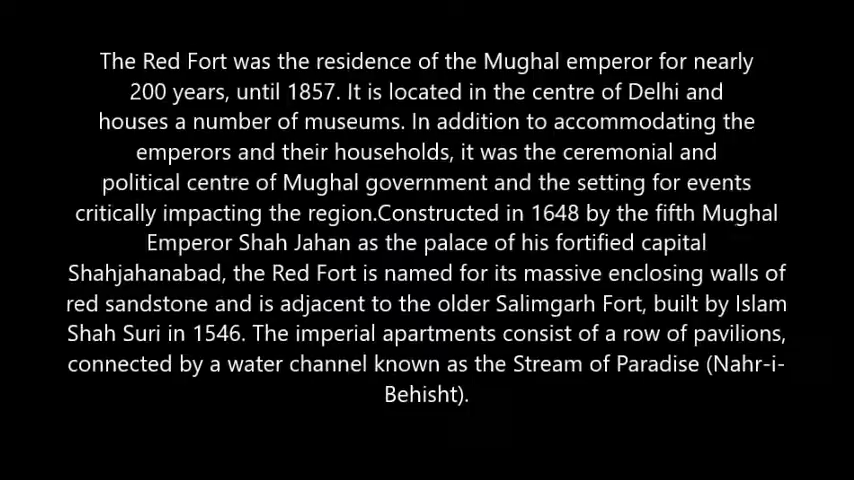 The Red Fort was the residence of the Mughal emperor for nearly
200 years, until 1857. It is located in the centre of Delhi and
houses a number of museums. In addition to accommodating the
emperors and their households, it was the ceremonial and
political centre of Mughal government and the setting for events
critically impacting the region.Constructed in 1648 by the fifth Mughal
Emperor Shah Jahan as the palace of his fortified capital
Shahjahanabad, the Red Fort is named for its massive enclosing walls of
red sandstone and is adjacent to the older Salimgarh Fort, built by Islam
Shah Suri in 1546. The imperial apartments consist of a row of pavilions,
connected by a water channel known as the Stream of Paradise (Nahr-i-
Behisht).